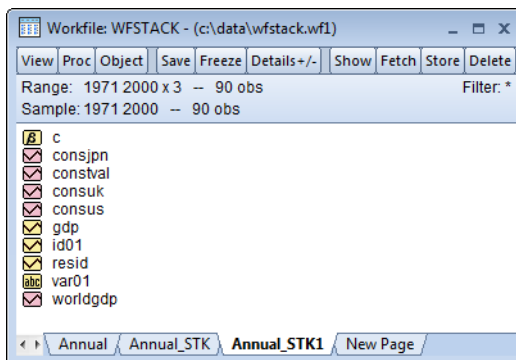 Workfile: WFSTACK - (c:\data\wfstack.wf1)
View Proc Object Save Freeze Details+/- Show Fetch Store Delete
Range: 1971 2000 x 3 -- 90 obs Filter: *
Sample: 1971 2000 -- 90 obs
β c
consjpn
constval
consuk
consus
gdp
id01
resid
abc var01
worldgdp
Annual Annual_STK Annual_STK1 New Page